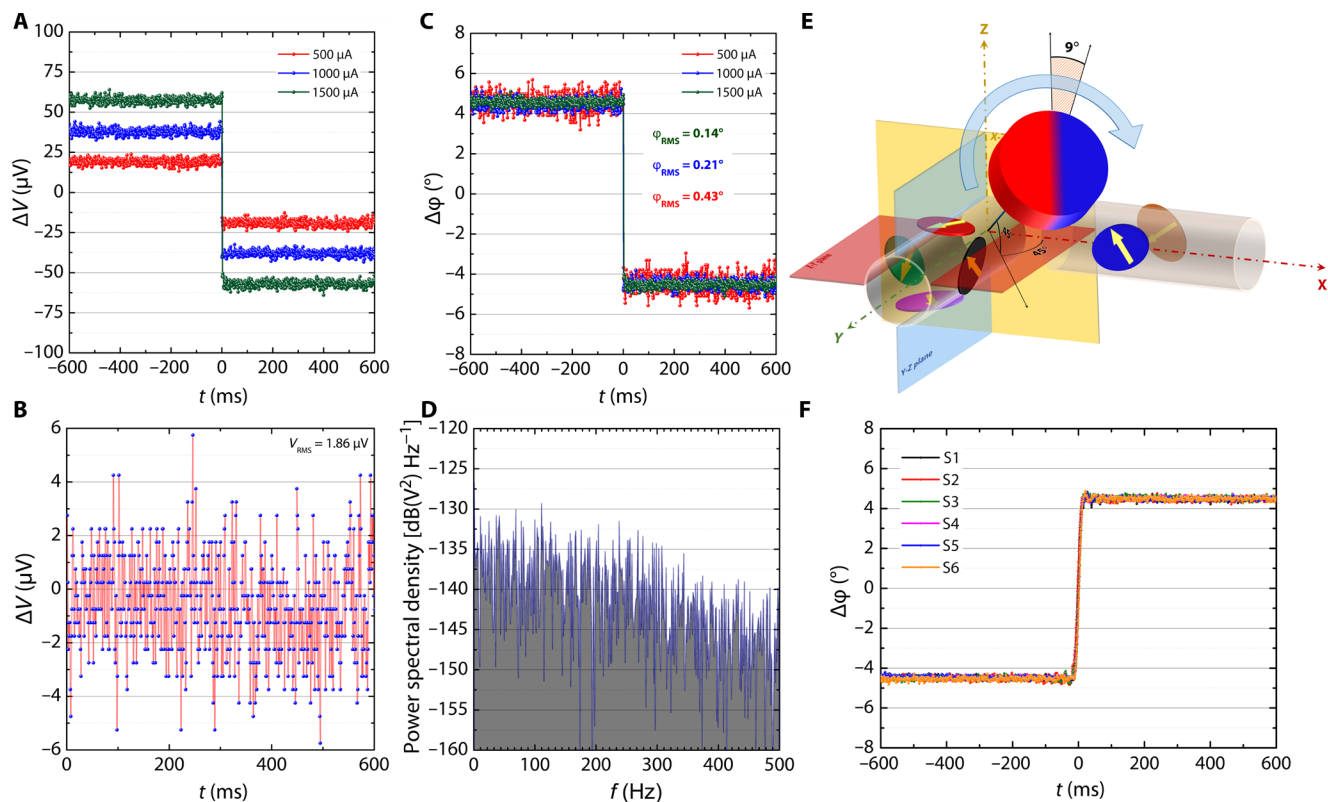 A
ΔV (μV)
100
75
50
25
0
−25
−50
−75
−100
500 μA
1000 μA
1500 μA
−600 −400 −200 0 200 400 600
t (ms)
C
Δφ (°)
8
6
4
2
0
−2
−4
−6
−8
500 μA
1000 μA
1500 μA
φRMS = 0.14°
φRMS = 0.21°
φRMS = 0.43°
−600 −400 −200 0 200 400 600
t (ms)
E
Z
9°
X-
X-Y plane
45°
45°
X
Y
Y-Z plane
B
ΔV (μV)
6
4
2
0
−2
−4
−6
VRMS = 1.86 μV
0 200 400 600
t (ms)
D
Power spectral density [dB(V²) Hz⁻¹]
−120
−125
−130
−135
−140
−145
−150
−155
−160
0 100 200 300 400 500
f (Hz)
F
Δφ (°)
8
6
4
2
0
−2
−4
−6
−8
S1
S2
S3
S4
S5
S6
−600 −400 −200 0 200 400 600
t (ms)